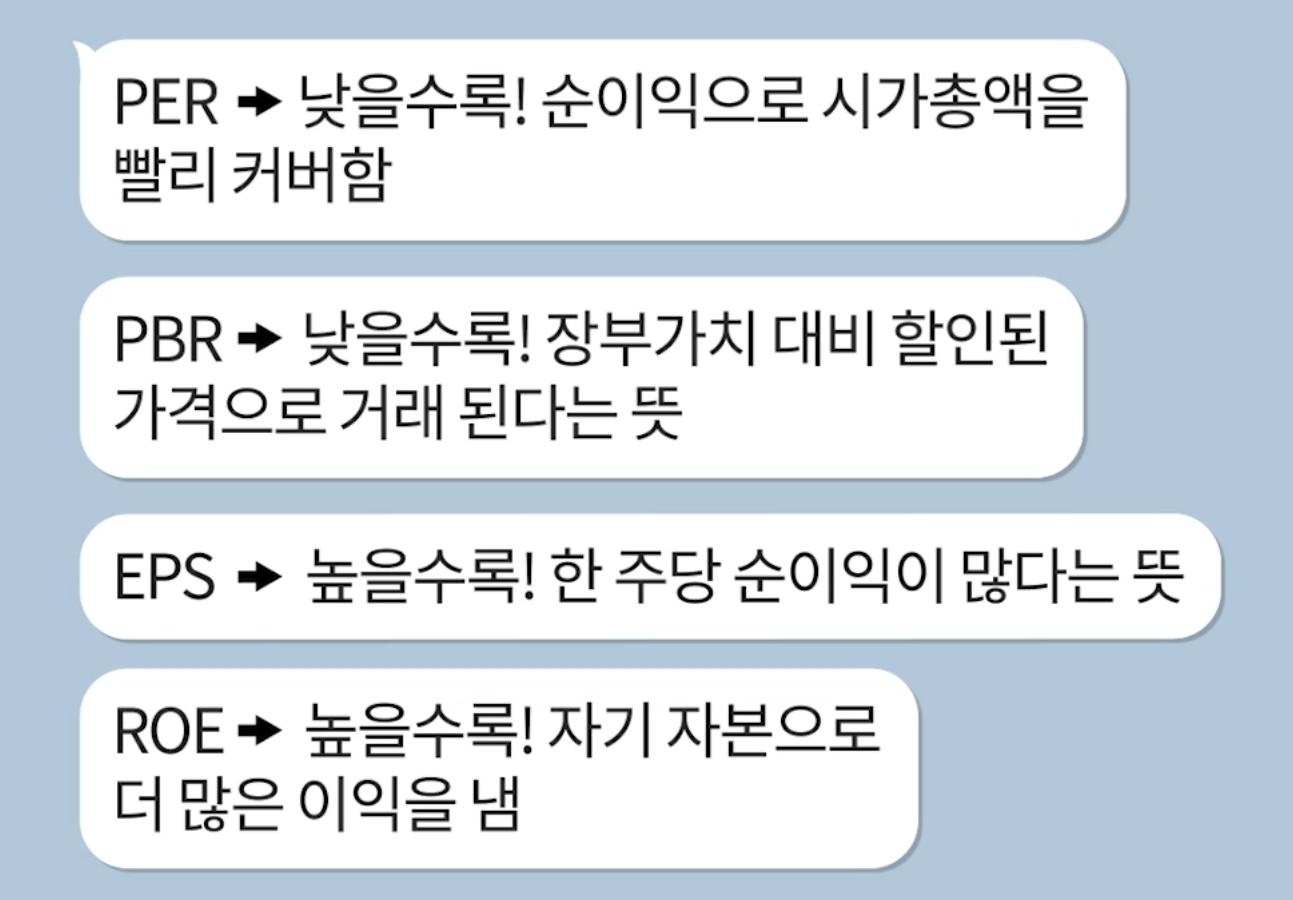 PER ➡ 낮을수록! 순이익으로 시가총액을
빨리 커버함
PBR ➡ 낮을수록! 장부가치 대비 할인된
가격으로 거래 된다는 뜻
EPS ➡ 높을수록! 한 주당 순이익이 많다는 뜻
ROE ➡ 높을수록! 자기 자본으로
더 많은 이익을 냄